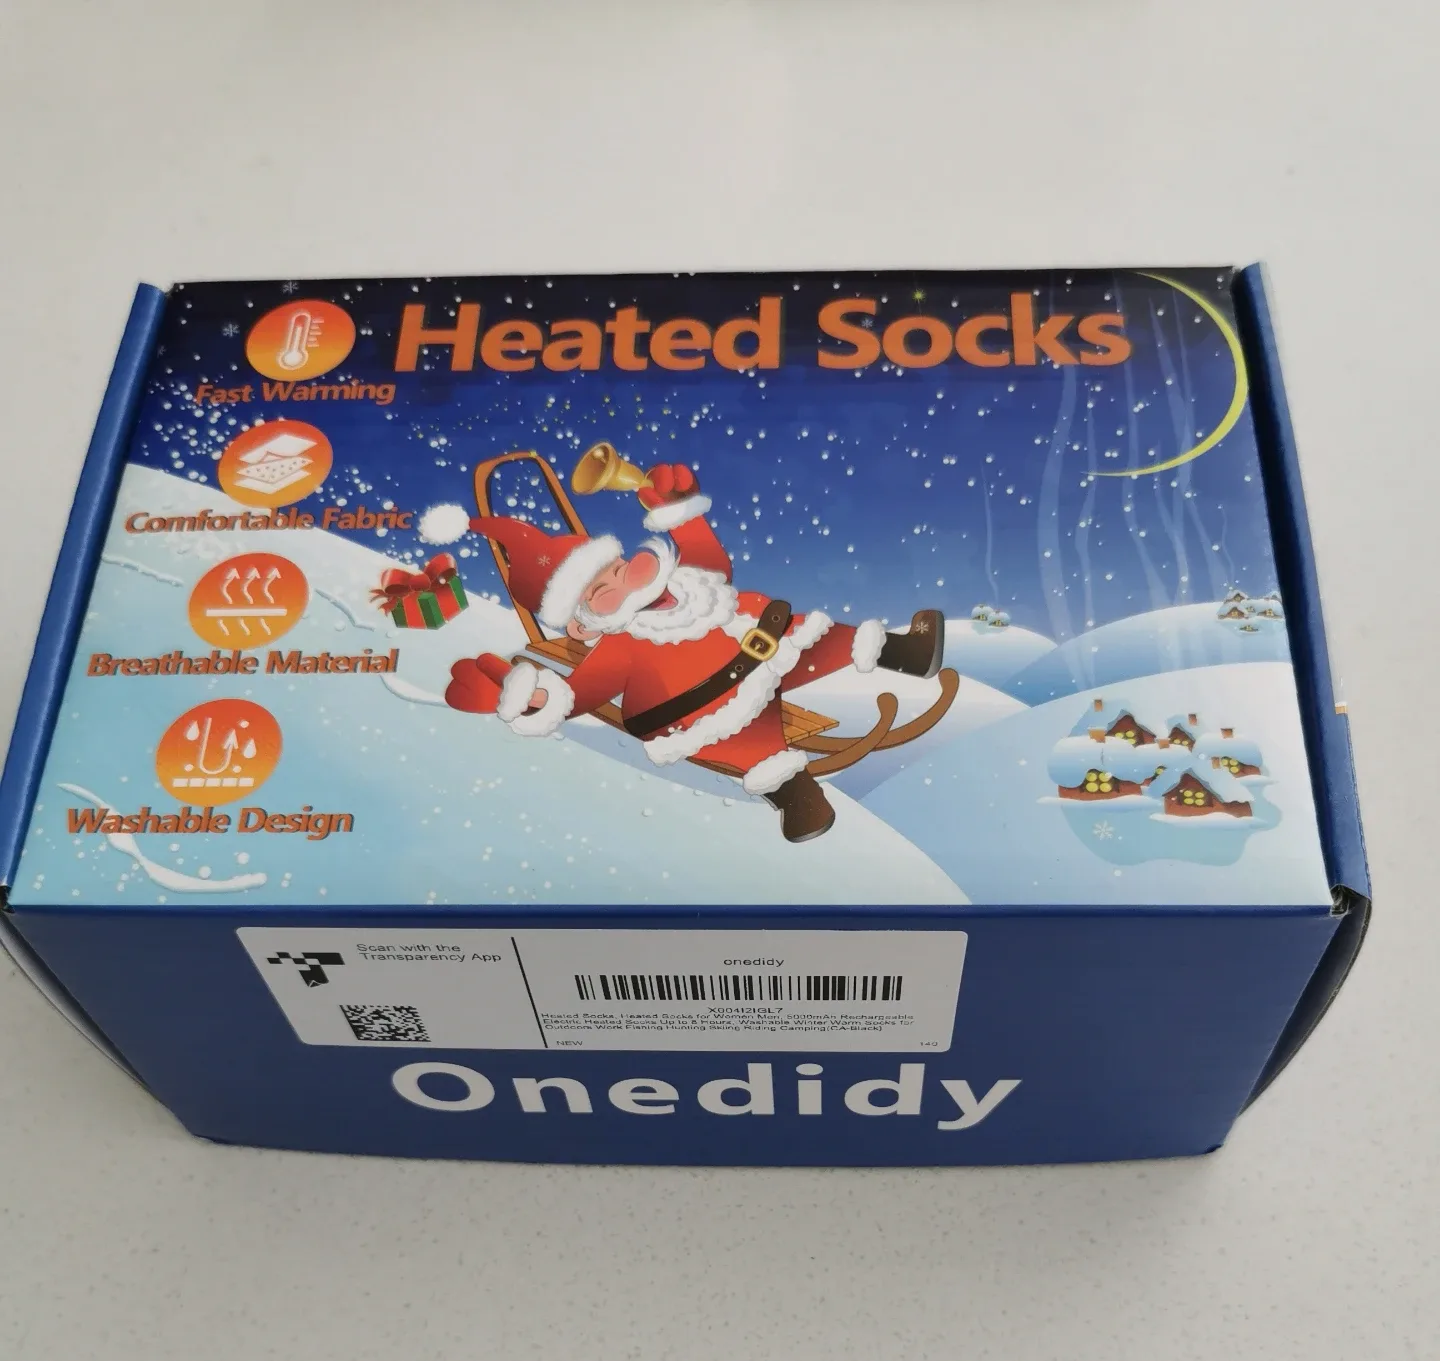 Heated Socks
Fast Warming
Comfortable Fabric
Breathable Material
Washable Design
Scan with the
Transparency App
onedidy
X004I2IGL7
Heated Socks, Heated Socks for Women Men, 5000mAh Rechargeable
Electric Heated Socks Up to 8 Hours, Washable Winter Warm Socks for
Outdoors Work Fishing Hunting Skiing Riding Camping(CA-Black)
NEW
140
Onedidy